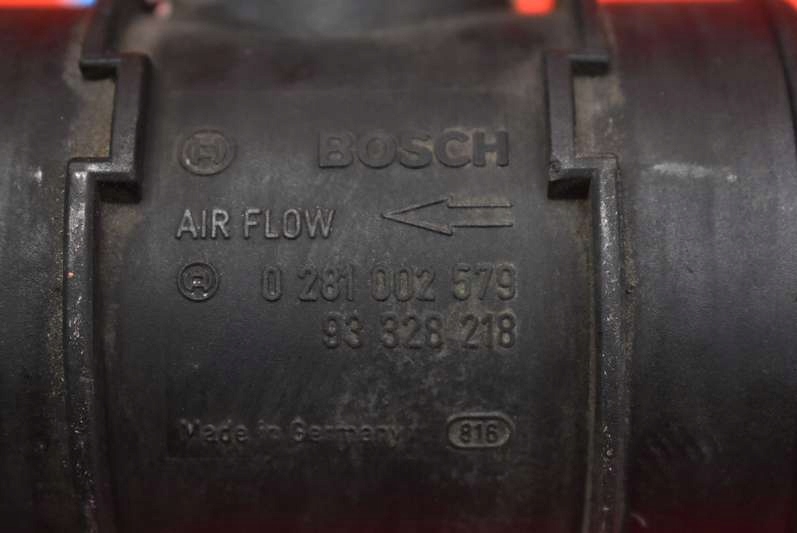 BOSCH
AIR FLOW
0 281 002 579
93 328 218
Made in Germany 816